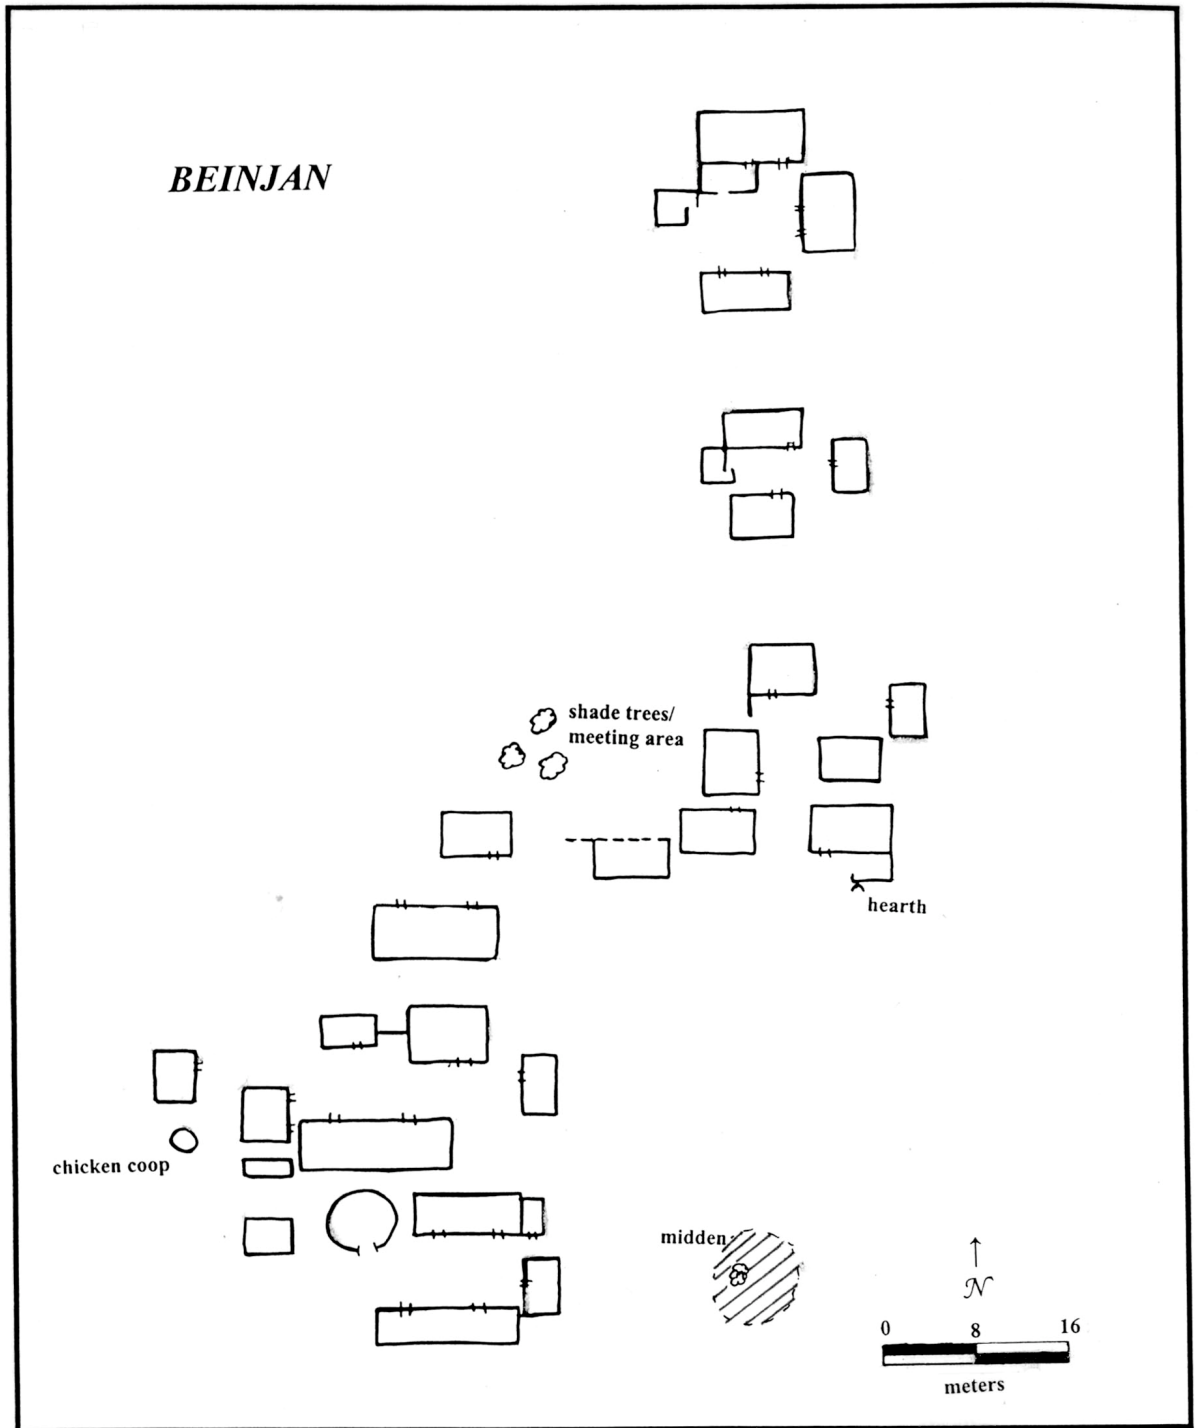 BEINJAN
shade trees/
meeting area
hearth
chicken coop
midden
N
0 8 16
meters